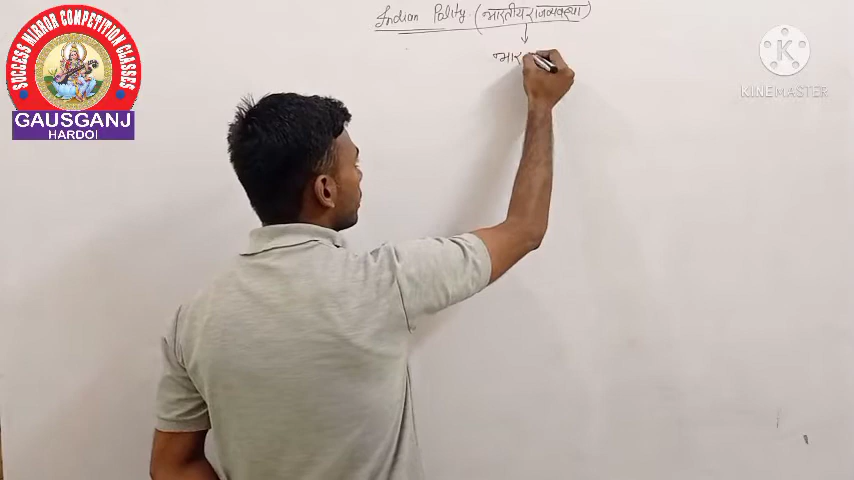 Indian Polity (भारतीय राजव्यवस्था)
भार
SUCCESS MIRROR COMPETITION CLASSES
GAUSGANJ
HARDOI
K
KINEMASTER